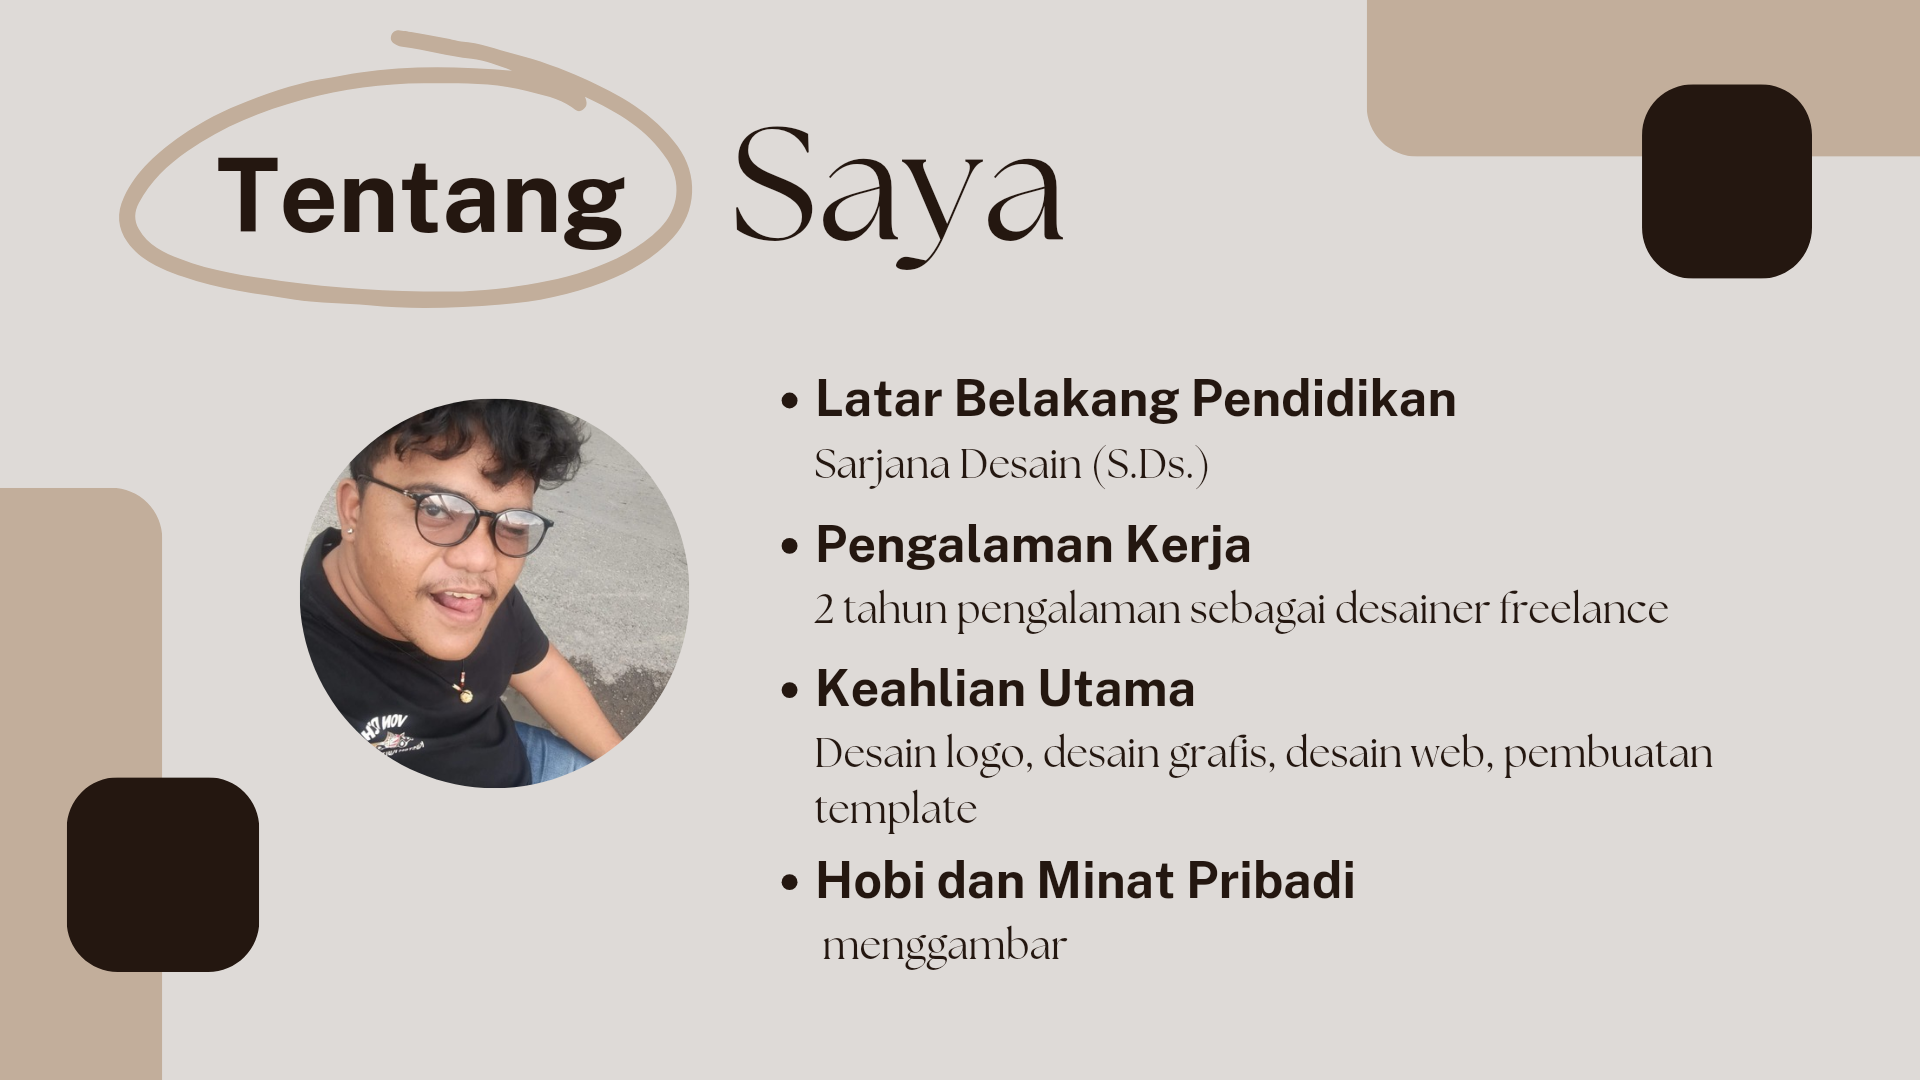 Tentang Saya
• Latar Belakang Pendidikan
Sarjana Desain (S.Ds.)
• Pengalaman Kerja
2 tahun pengalaman sebagai desainer freelance
• Keahlian Utama
Desain logo, desain grafis, desain web, pembuatan
template
• Hobi dan Minat Pribadi
menggambar